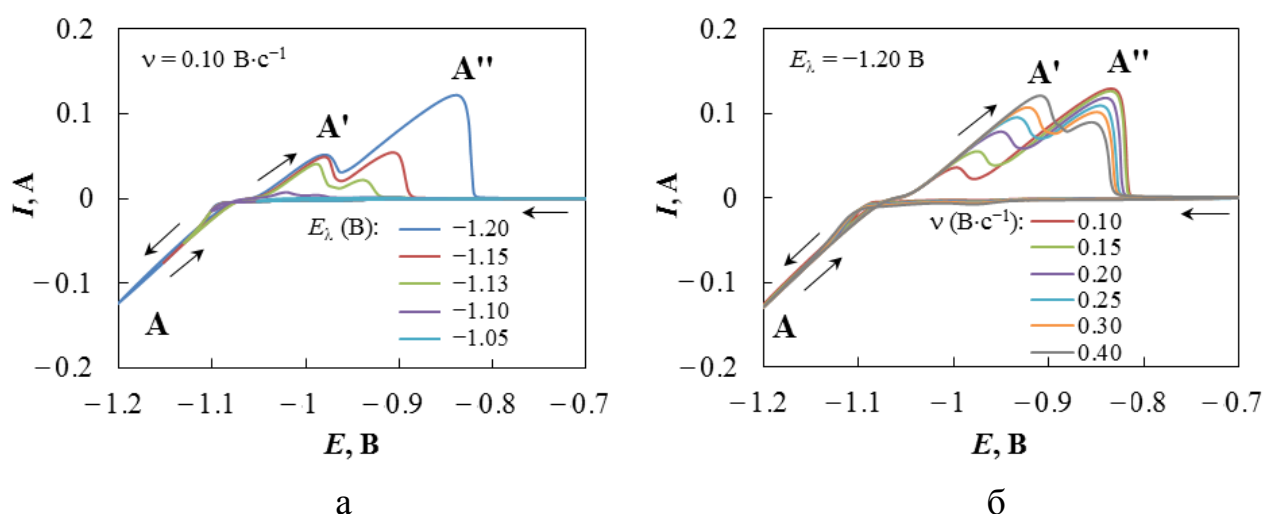 0.2
0.1
0
−0.1
−0.2
I, А
ν = 0.10 В·с⁻¹
A'
A''
A
Eλ (В):
−1.20
−1.15
−1.13
−1.10
−1.05
−1.2 −1.1 −1 −0.9 −0.8 −0.7
E, В
а
0.2
0.1
0
−0.1
−0.2
I, А
Eλ = −1.20 В
A'
A''
A
ν (В·с⁻¹):
0.10
0.15
0.20
0.25
0.30
0.40
−1.2 −1.1 −1 −0.9 −0.8 −0.7
E, В
б